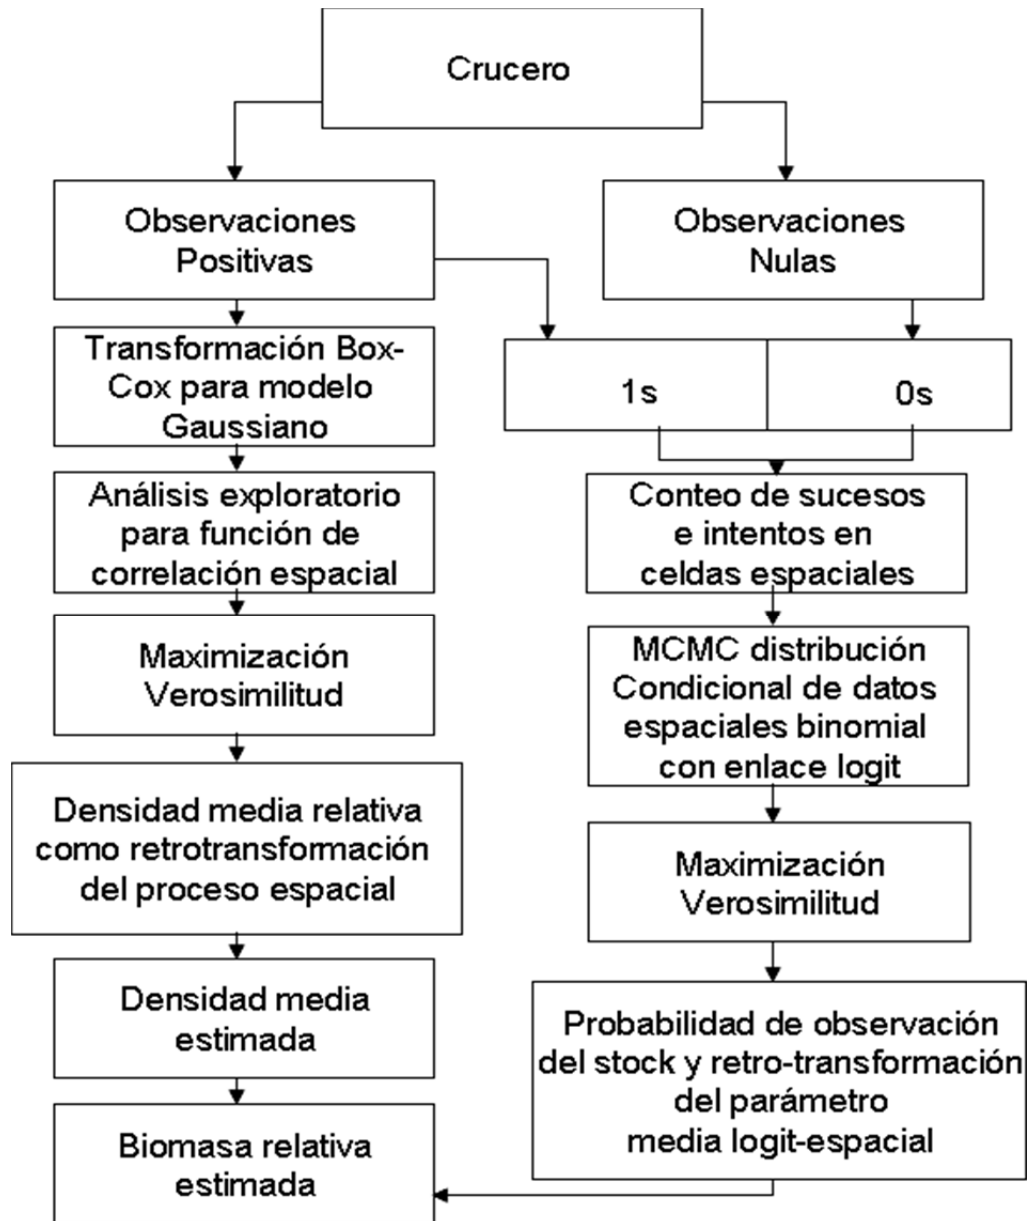 Crucero
Observaciones
Positivas
Observaciones
Nulas
Transformación Box-
Cox para modelo
Gaussiano
1s
0s
Análisis exploratorio
para función de
correlación espacial
Conteo de sucesos
e intentos en
celdas espaciales
Maximización
Verosimilitud
MCMC distribución
Condicional de datos
espaciales binomial
con enlace logit
Densidad media relativa
como retrotransformación
del proceso espacial
Maximización
Verosimilitud
Densidad media
estimada
Probabilidad de observación
del stock y retro-transformación
del parámetro
media logit-espacial
Biomasa relativa
estimada